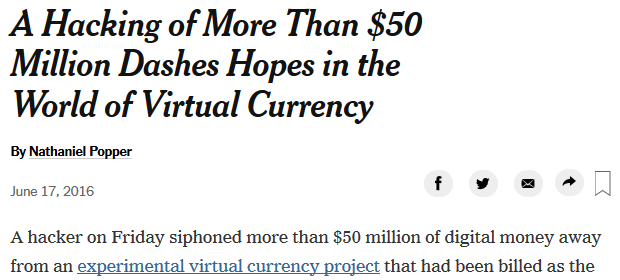 A Hacking of More Than $50
Million Dashes Hopes in the
World of Virtual Currency
By Nathaniel Popper
June 17, 2016
A hacker on Friday siphoned more than $50 million of digital money away
from an experimental virtual currency project that had been billed as the